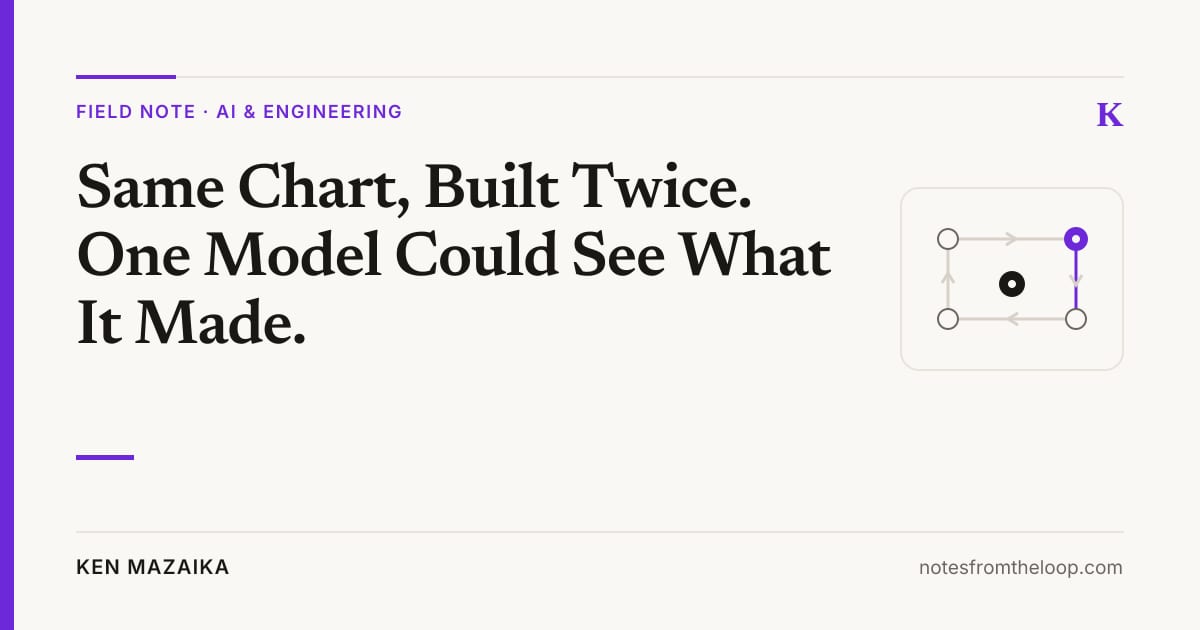 FIELD NOTE · AI & ENGINEERING
K
Same Chart, Built Twice.
One Model Could See What
It Made.
KEN MAZAIKA
notesfromtheloop.com